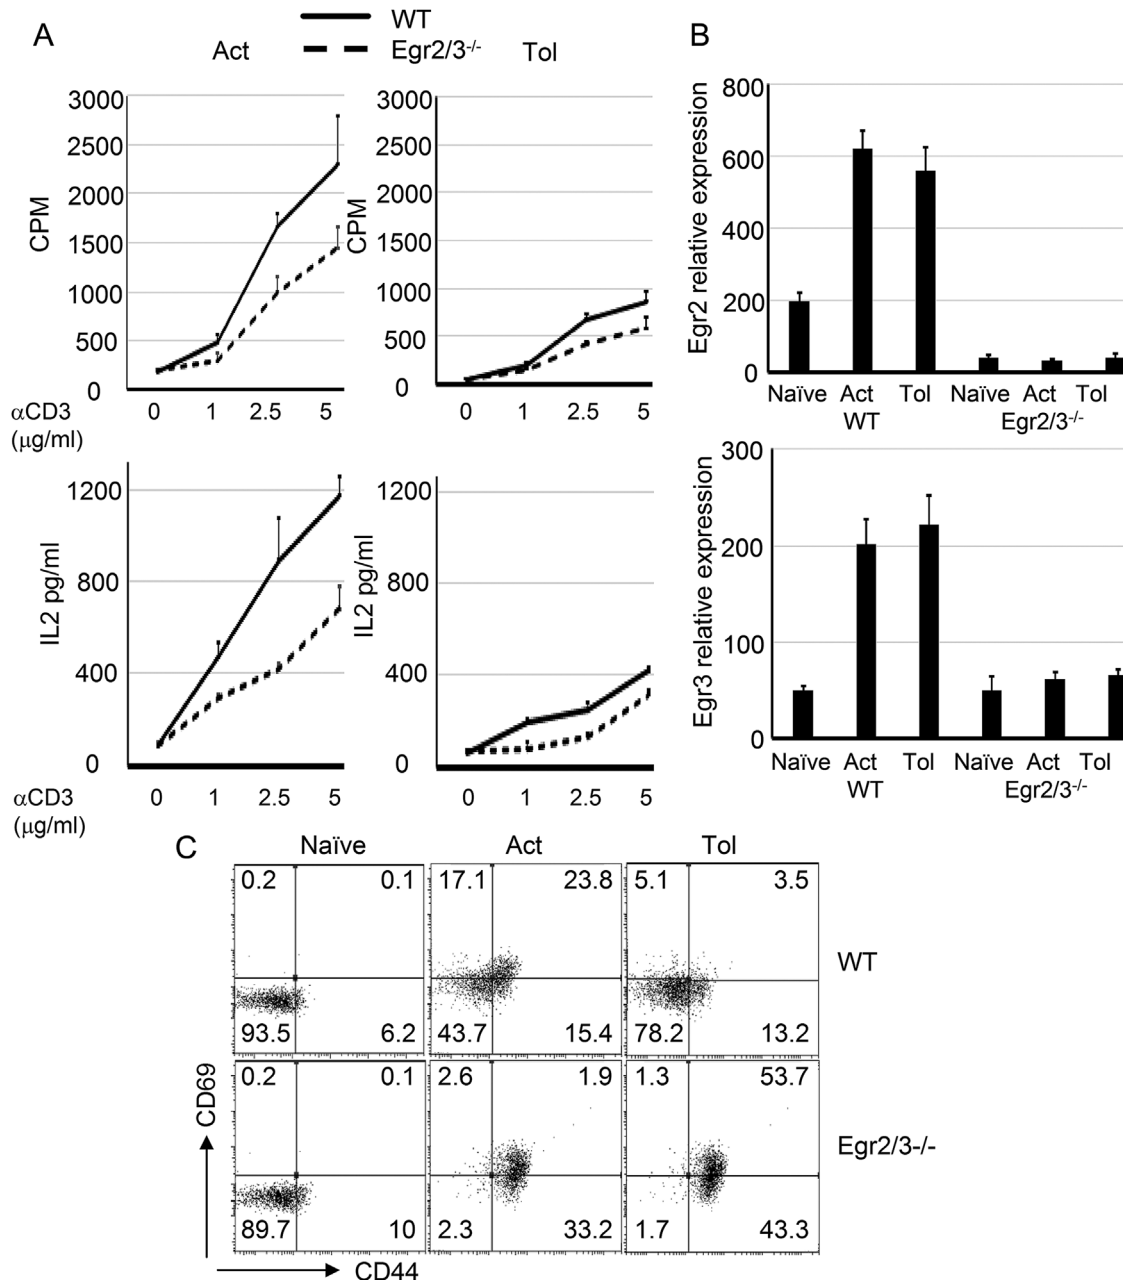 A
WT
Egr2/3-/-
Act
Tol
B
3000
2500
2000
1500
1000
500
0
CPM
αCD3
(μg/ml)
0 1 2.5 5
3000
2500
2000
1500
1000
500
0
CPM
0 1 2.5 5
1200
800
400
0
IL2 pg/ml
αCD3
(μg/ml)
0 1 2.5 5
1200
800
400
0
IL2 pg/ml
0 1 2.5 5
800
600
400
200
0
Egr2 relative expression
Naïve Act Tol Naïve Act Tol
WT Egr2/3-/-
300
200
100
0
Egr3 relative expression
Naïve Act Tol Naïve Act Tol
WT Egr2/3-/-
C
Naïve Act Tol
0.2 0.1 17.1 23.8 5.1 3.5
WT
93.5 6.2 43.7 15.4 78.2 13.2
0.2 0.1 2.6 1.9 1.3 53.7
Egr2/3-/-
89.7 10 2.3 33.2 1.7 43.3
CD69
CD44